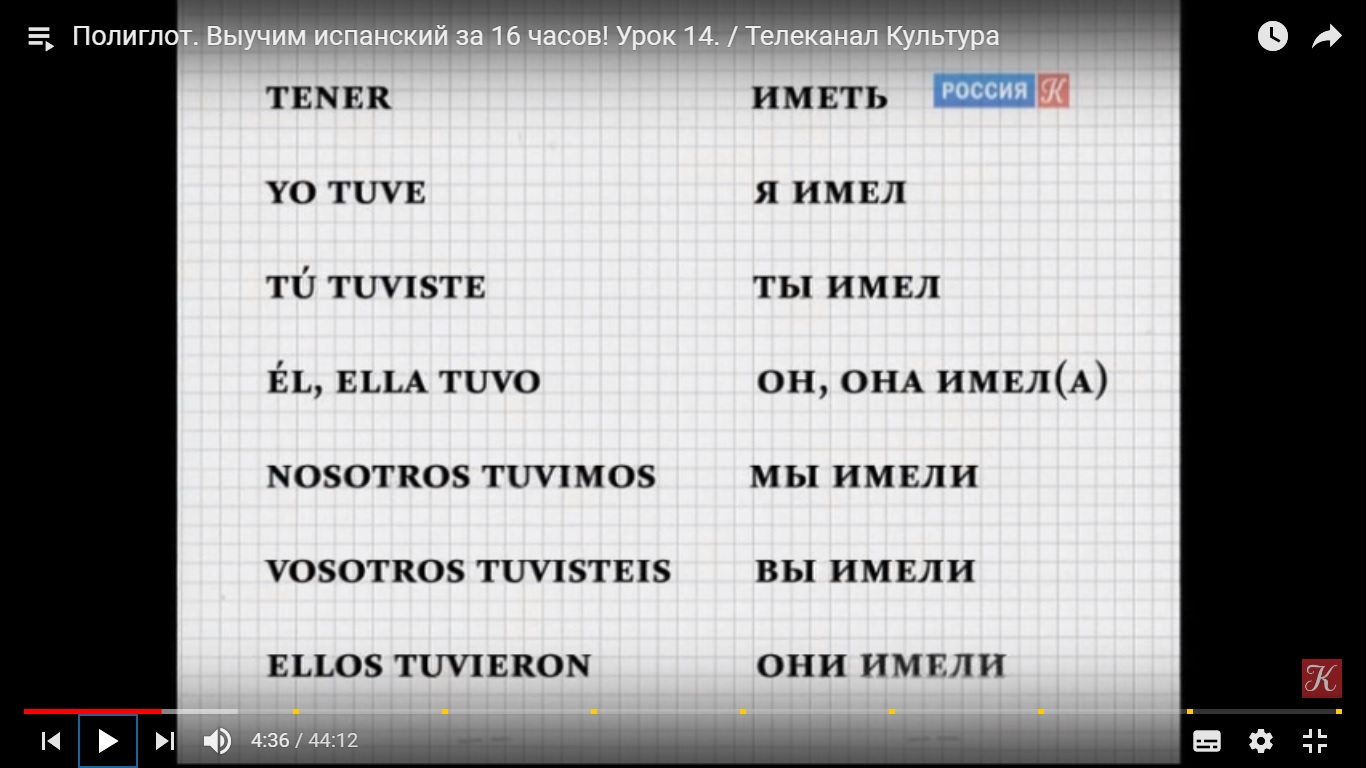 Полиглот. Выучим испанский за 16 часов! Урок 14. / Телеканал Культура
TENER ИМЕТЬ
РОССИЯ К
YO TUVE Я ИМЕЛ
TÚ TUVISTE ТЫ ИМЕЛ
ÉL, ELLA TUVO ОН, ОНА ИМЕЛ(А)
NOSOTROS TUVIMOS МЫ ИМЕЛИ
VOSOTROS TUVISTEIS ВЫ ИМЕЛИ
ELLOS TUVIERON ОНИ ИМЕЛИ
К
4:36 / 44:12